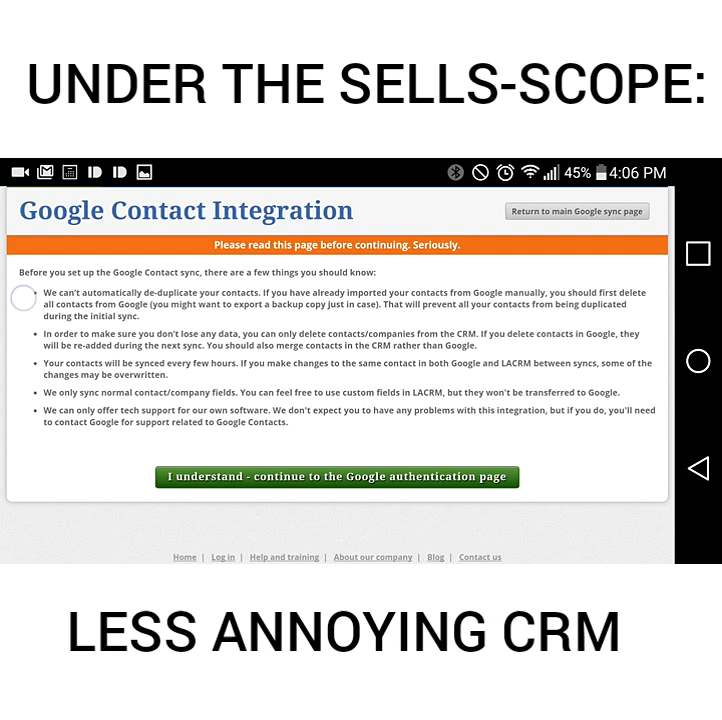 UNDER THE SELLS-SCOPE:
45% 4:06 PM
Google Contact Integration
Return to main Google sync page
Please read this page before continuing. Seriously.
Before you set up the Google Contact sync, there are a few things you should know:
• We can't automatically de-duplicate your contacts. If you have already imported your contacts from Google manually, you should first delete
all contacts from Google (you might want to export a backup copy just in case). That will prevent all your contacts from being duplicated
during the initial sync.
• In order to make sure you don't lose any data, you can only delete contacts/companies from the CRM. If you delete contacts in Google, they
will be re-added during the next sync. You should also merge contacts in the CRM rather than Google.
• Your contacts will be synced every few hours. If you make changes to the same contact in both Google and LACRM between syncs, some of the
changes may be overwritten.
• We only sync normal contact/company fields. You can feel free to use custom fields in LACRM, but they won't be transferred to Google.
• We can only offer tech support for our own software. We don't expect you to have any problems with this integration, but if you do, you'll need
to contact Google for support related to Google Contacts.
I understand - continue to the Google authentication page
Home | Log in | Help and training | About our company | Blog | Contact us
LESS ANNOYING CRM